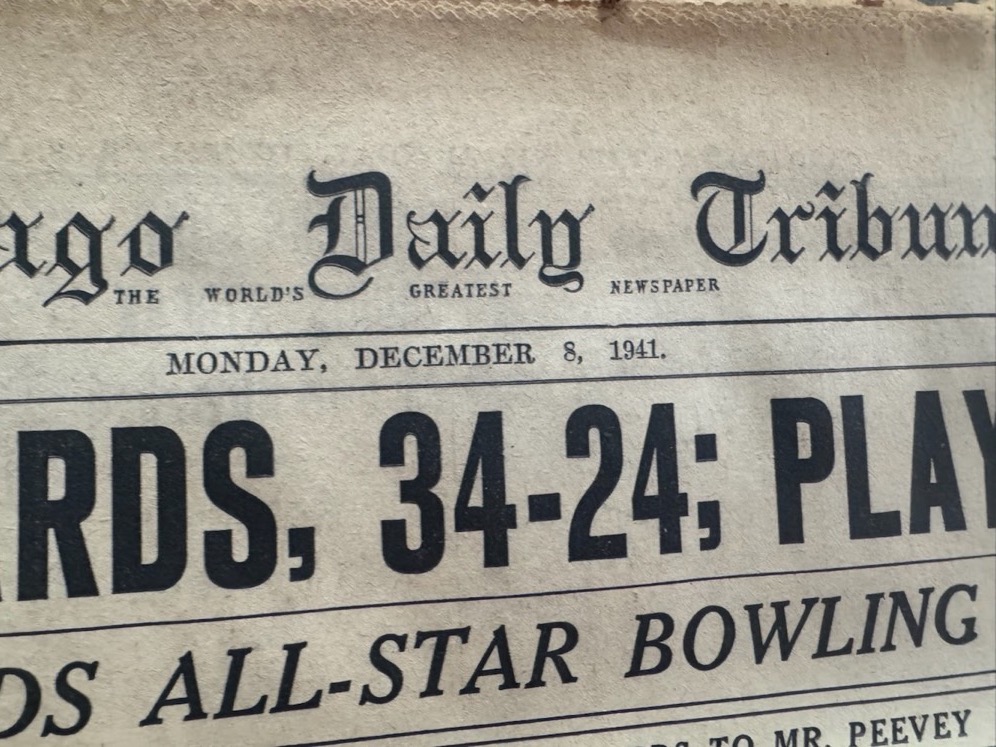 ago Daily Tribun
THE WORLD'S GREATEST NEWSPAPER
MONDAY, DECEMBER 8, 1941.
RDS, 34-24; PLAY
DS ALL-STAR BOWLING
TO MR. PEEVEY